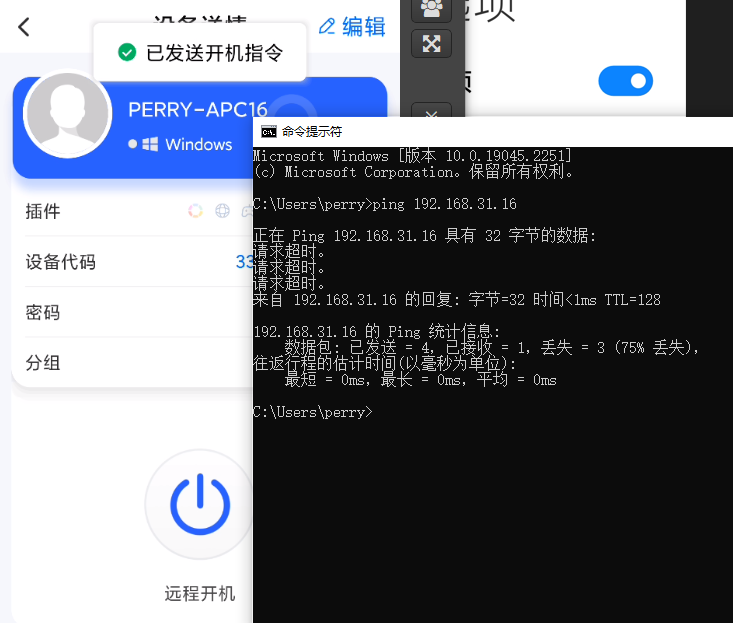 编辑
已发送开机指令
项
PERRY-APC16
Windows
插件
设备代码
33
密码
分组
远程开机
命令提示符
Microsoft Windows [版本 10.0.19045.2251]
(c) Microsoft Corporation。保留所有权利。
C:\Users\perry>ping 192.168.31.16
正在 Ping 192.168.31.16 具有 32 字节的数据:
请求超时。
请求超时。
请求超时。
来自 192.168.31.16 的回复: 字节=32 时间<1ms TTL=128
192.168.31.16 的 Ping 统计信息:
数据包: 已发送 = 4，已接收 = 1，丢失 = 3 (75% 丢失)，
往返行程的估计时间(以毫秒为单位):
最短 = 0ms，最长 = 0ms，平均 = 0ms
C:\Users\perry>